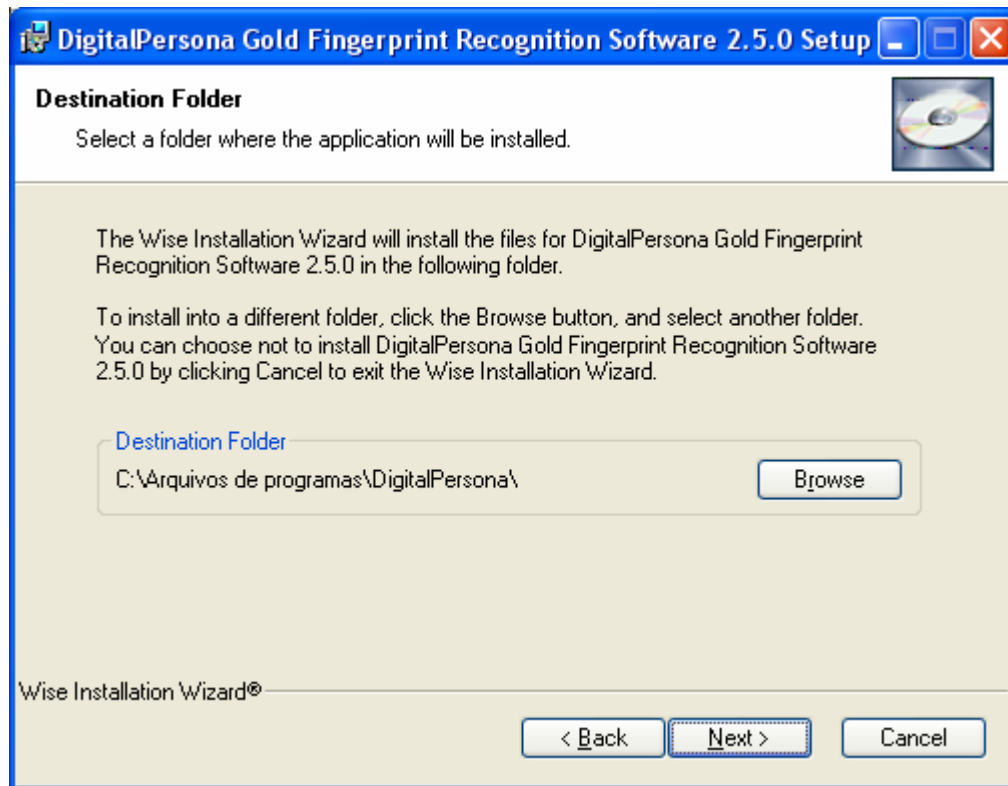 DigitalPersona Gold Fingerprint Recognition Software 2.5.0 Setup
Destination Folder
Select a folder where the application will be installed.
The Wise Installation Wizard will install the files for DigitalPersona Gold Fingerprint
Recognition Software 2.5.0 in the following folder.
To install into a different folder, click the Browse button, and select another folder.
You can choose not to install DigitalPersona Gold Fingerprint Recognition Software
2.5.0 by clicking Cancel to exit the Wise Installation Wizard.
Destination Folder
C:\Arquivos de programas\DigitalPersona\ Browse
Wise Installation Wizard®
< Back Next > Cancel